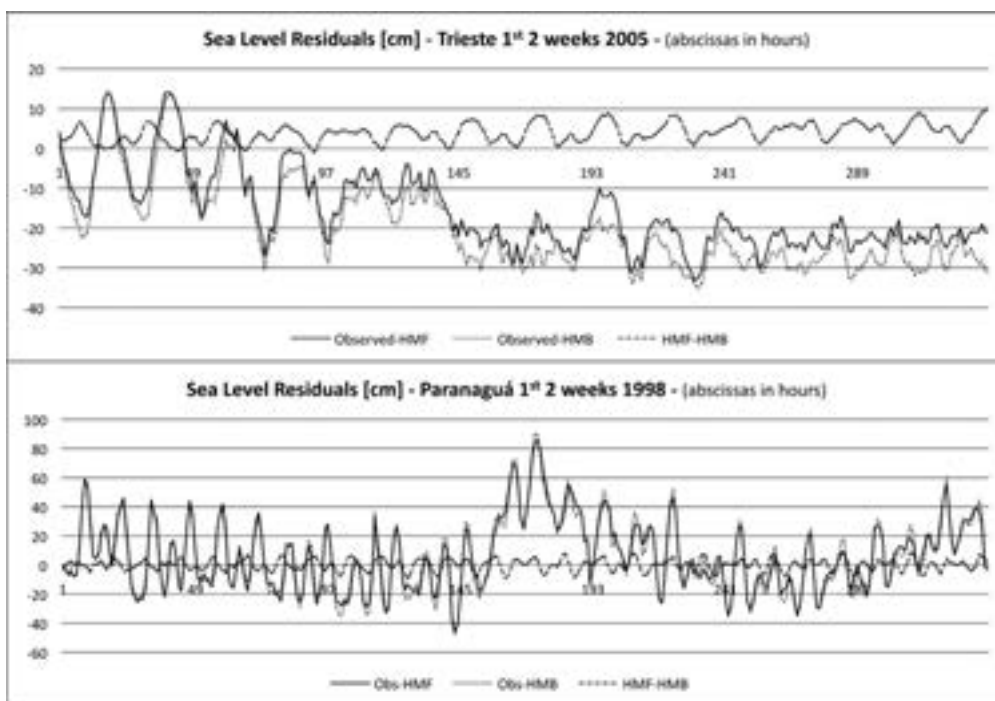 Sea Level Residuals [cm] - Trieste 1st 2 weeks 2005 - (abscissas in hours)
20
10
0
-10
-20
-30
-40
1 49 97 145 193 241 289
Observed-HMF Observed-HMB HMF-HMB
Sea Level Residuals [cm] - Paranaguá 1st 2 weeks 1998 - (abscissas in hours)
100
80
60
40
20
0
-20
-40
-60
1 49 97 145 193 241
Obs-HMF Obs-HMB HMF-HMB